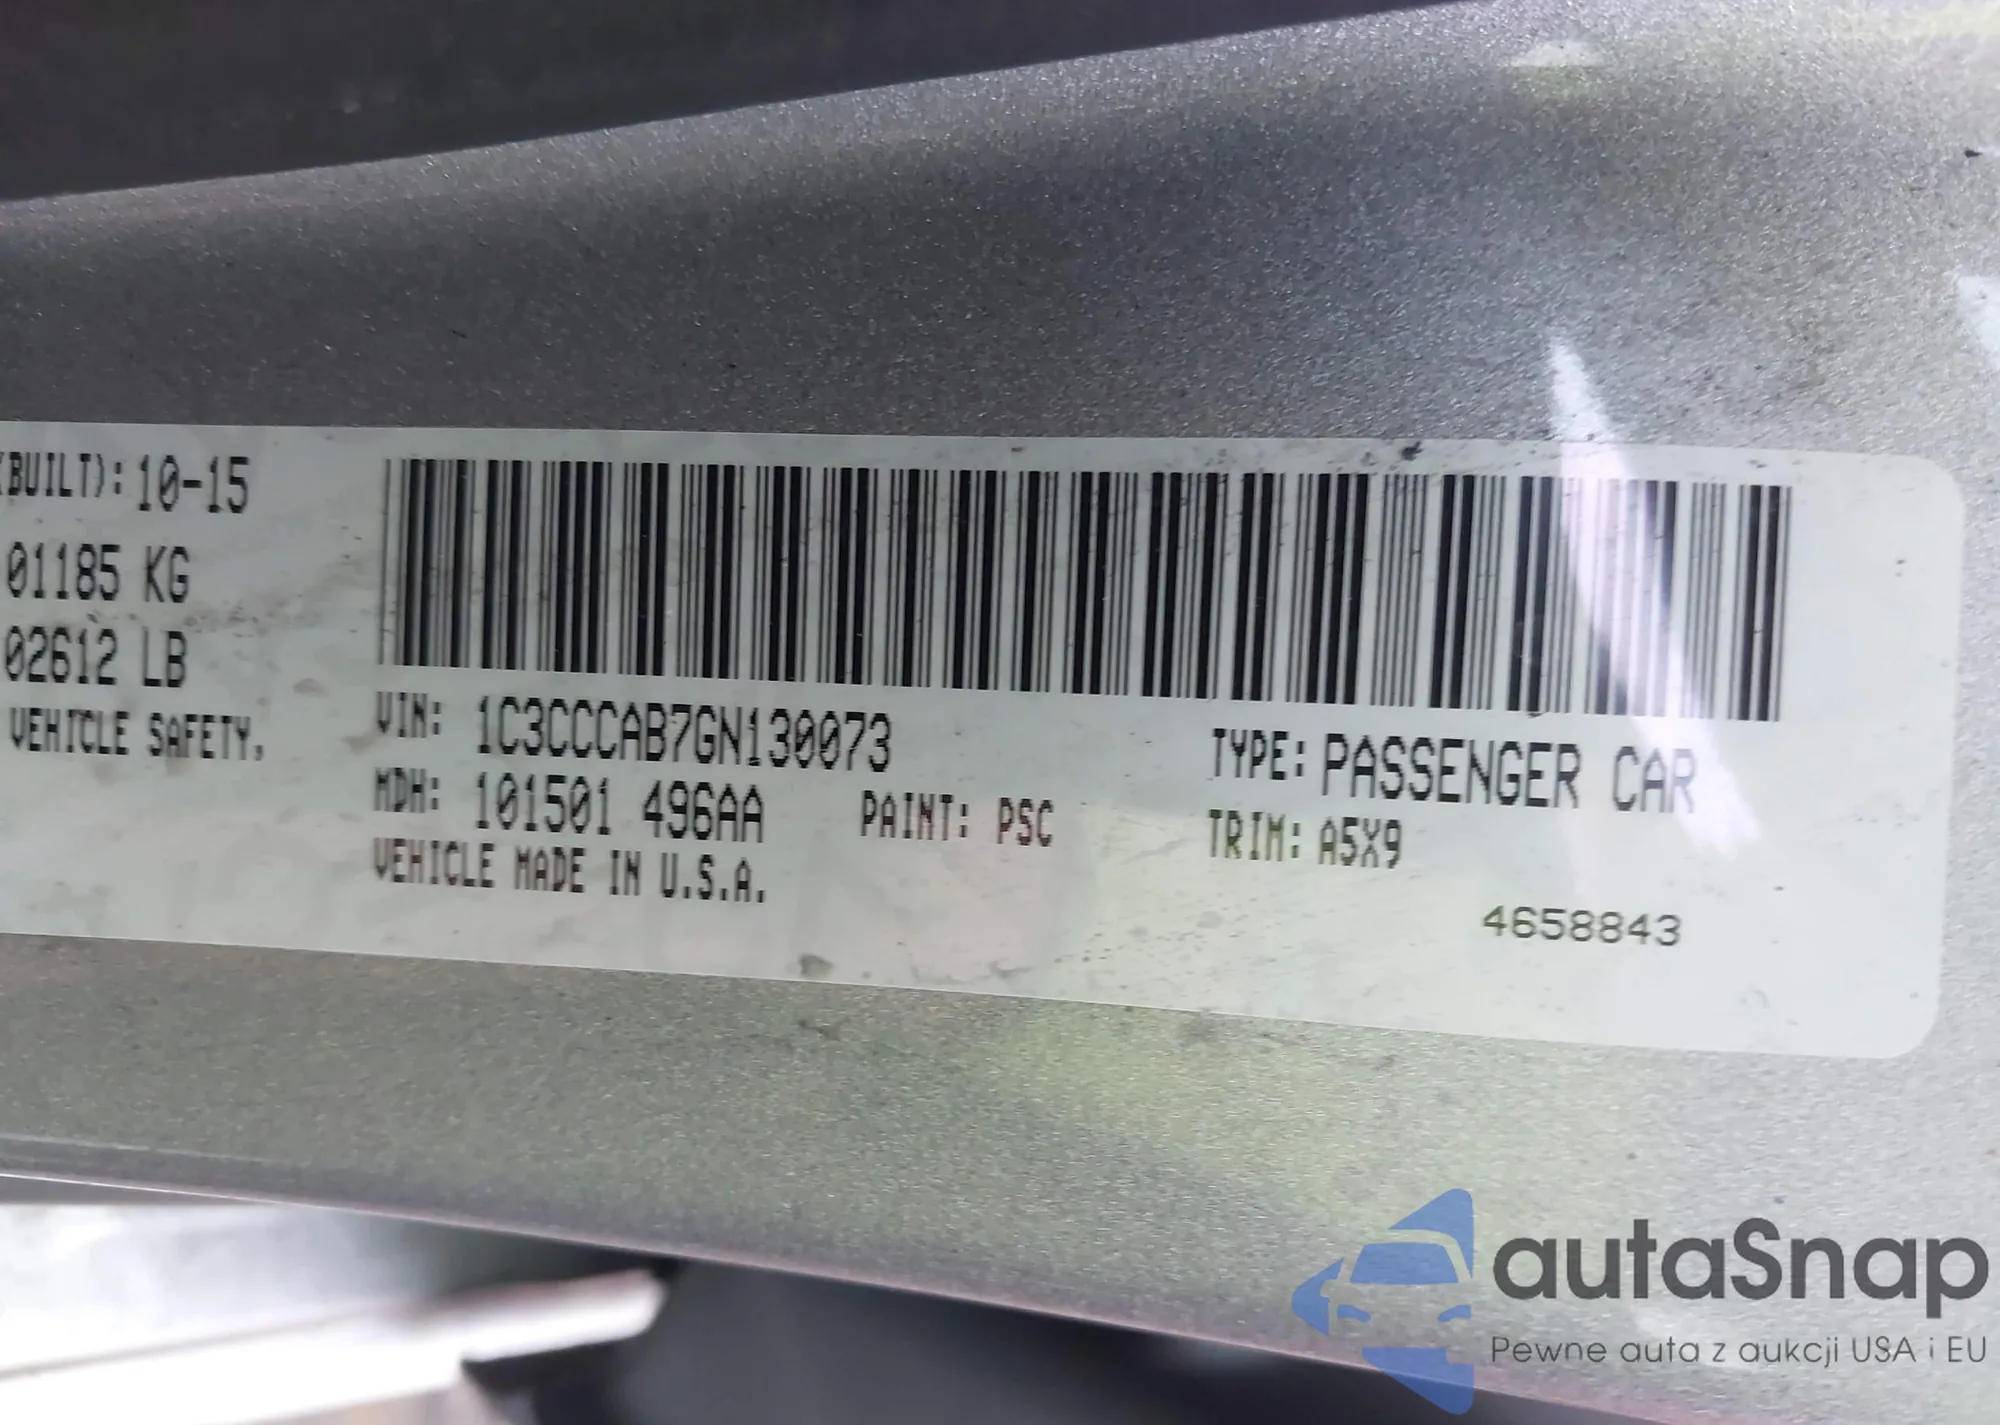 (BUILT): 10-15
01185 KG
02612 LB
VEHICLE SAFETY,
VIN: 1C3CCCAB7GN130073
TYPE: PASSENGER CAR
MDH: 101501 496AA
PAINT: PSC
TRIM: A5X9
VEHICLE MADE IN U.S.A.
4658843
autaSnap
Pewne auta z aukcji USA i EU